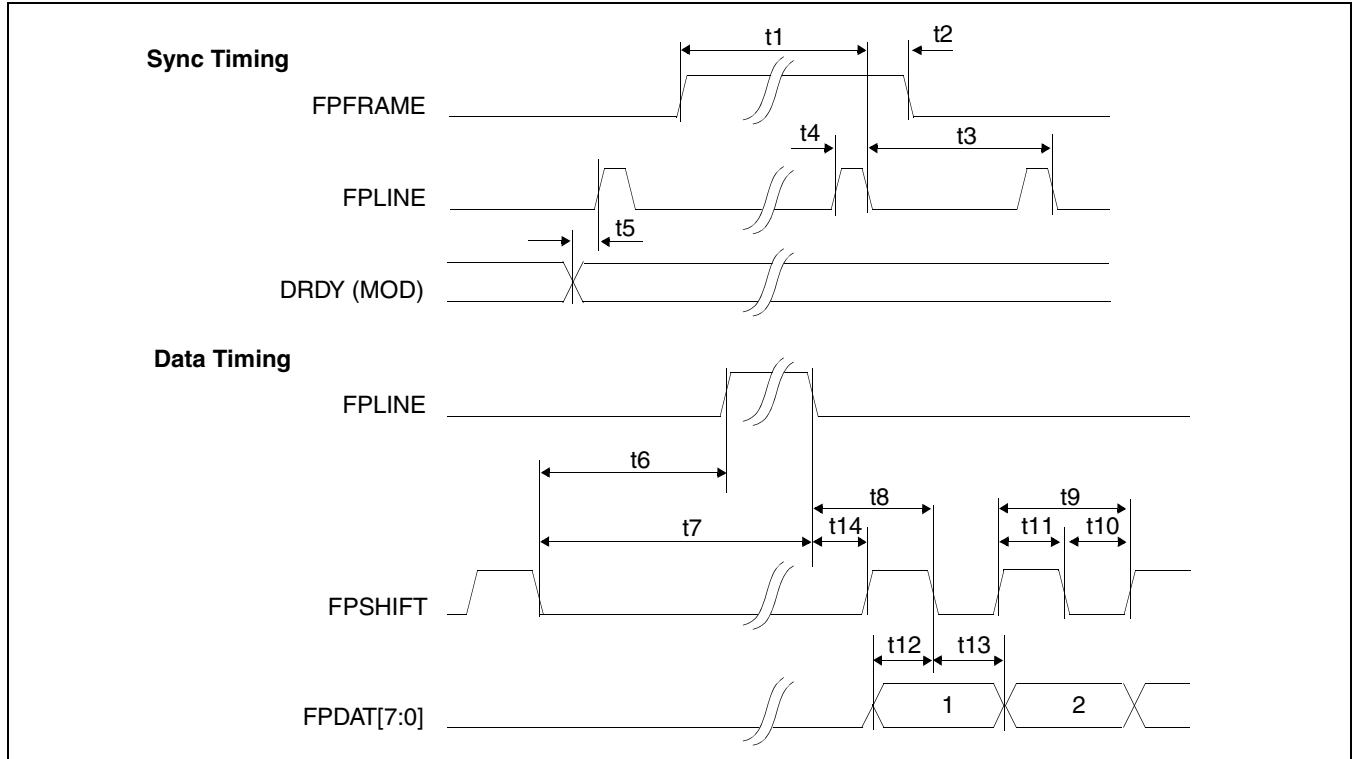 Sync Timing
t1
t2
FPFRAME
t4
t3
FPLINE
t5
DRDY (MOD)
Data Timing
FPLINE
t6
t8
t9
t7
t14
t11
t10
FPSHIFT
t12
t13
FPDAT[7:0]
1
2